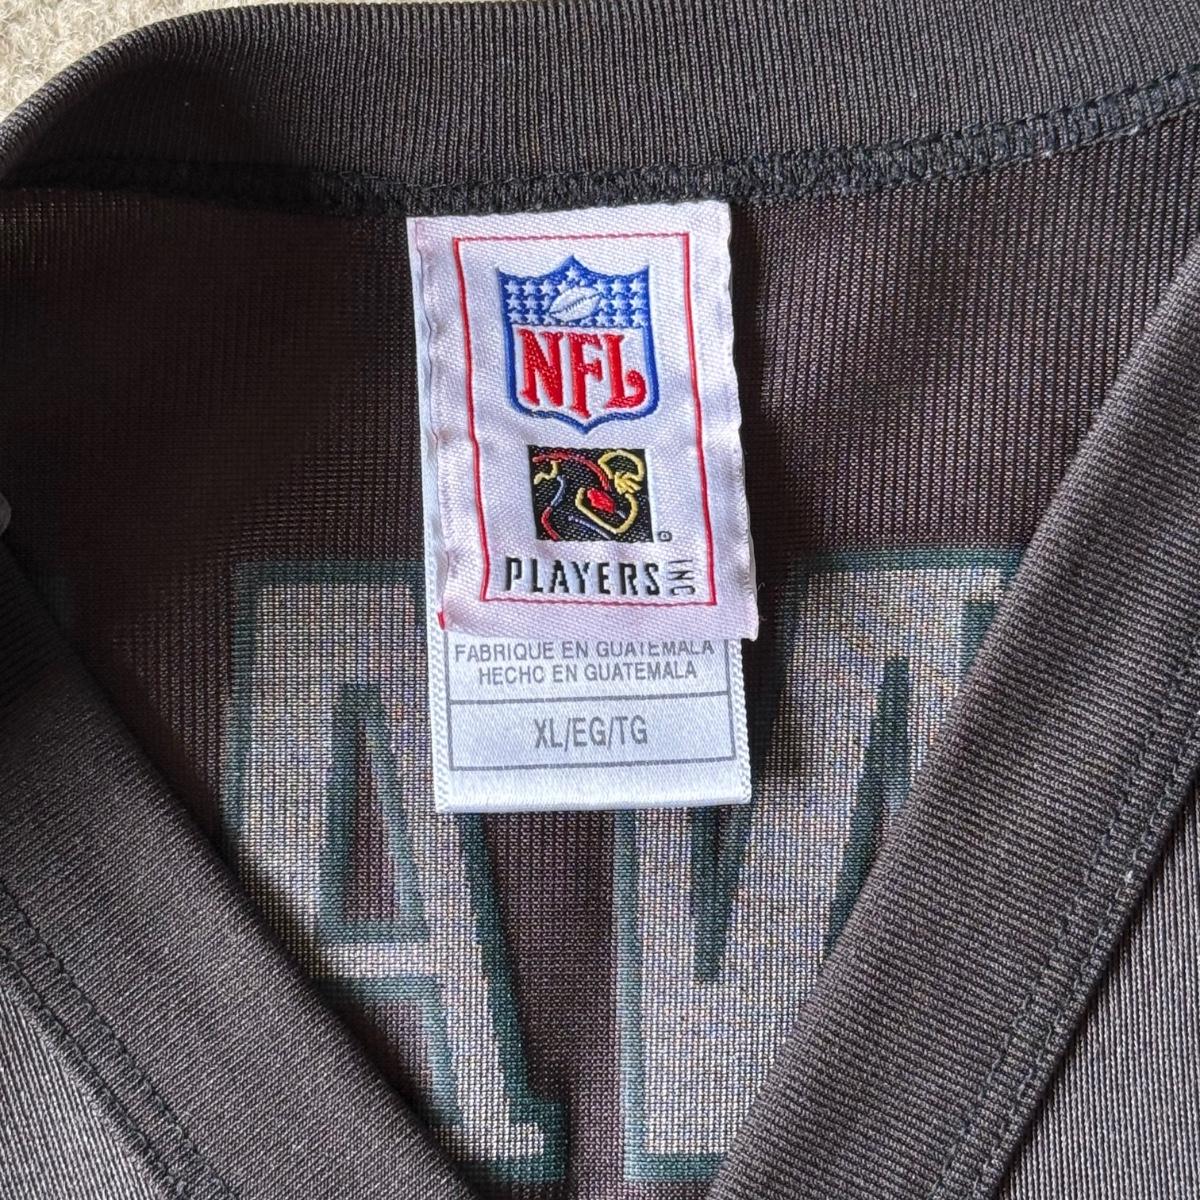 NFL
PLAYERS INC
FABRIQUE EN GUATEMALA
HECHO EN GUATEMALA
XL/EG/TG